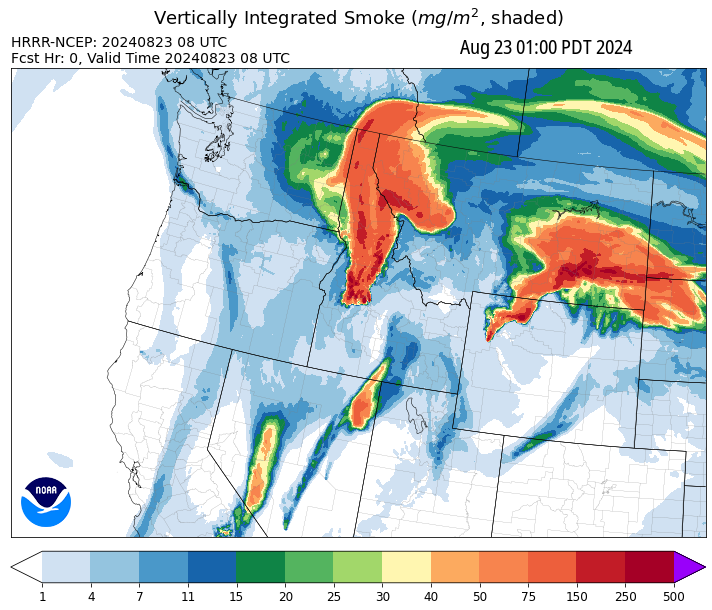 Vertically Integrated Smoke (mg/m², shaded)
HRRR-NCEP: 20240823 08 UTC
Aug 23 01:00 PDT 2024
Fcst Hr: 0, Valid Time 20240823 08 UTC
NOAA
1 4 7 11 15 20 25 30 40 50 75 150 250 500